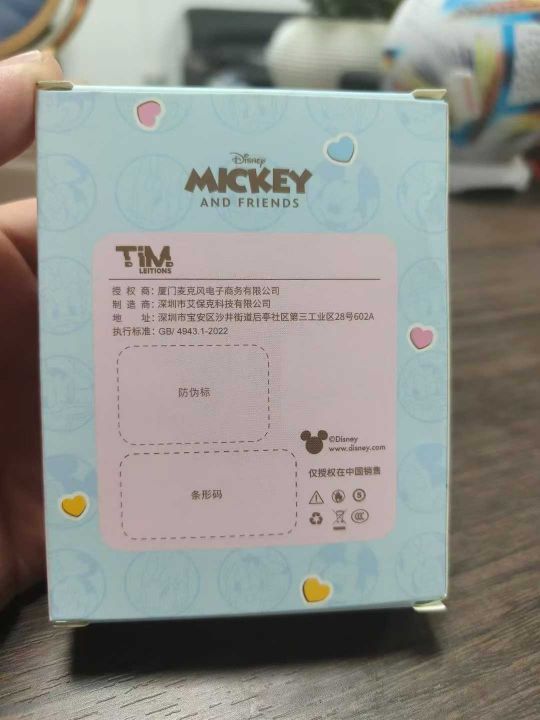 Disney
MICKEY
AND FRIENDS
TiM
LEITIONS
授权商：厦门麦克风电子商务有限公司
制造商：深圳市艾保克科技有限公司
地址：深圳市宝安区沙井街道后亭社区第三工业区28号602A
执行标准：GB/ 4943.1-2022
防伪标
©Disney
www.disney.com
仅授权在中国销售
条形码
5
CCC